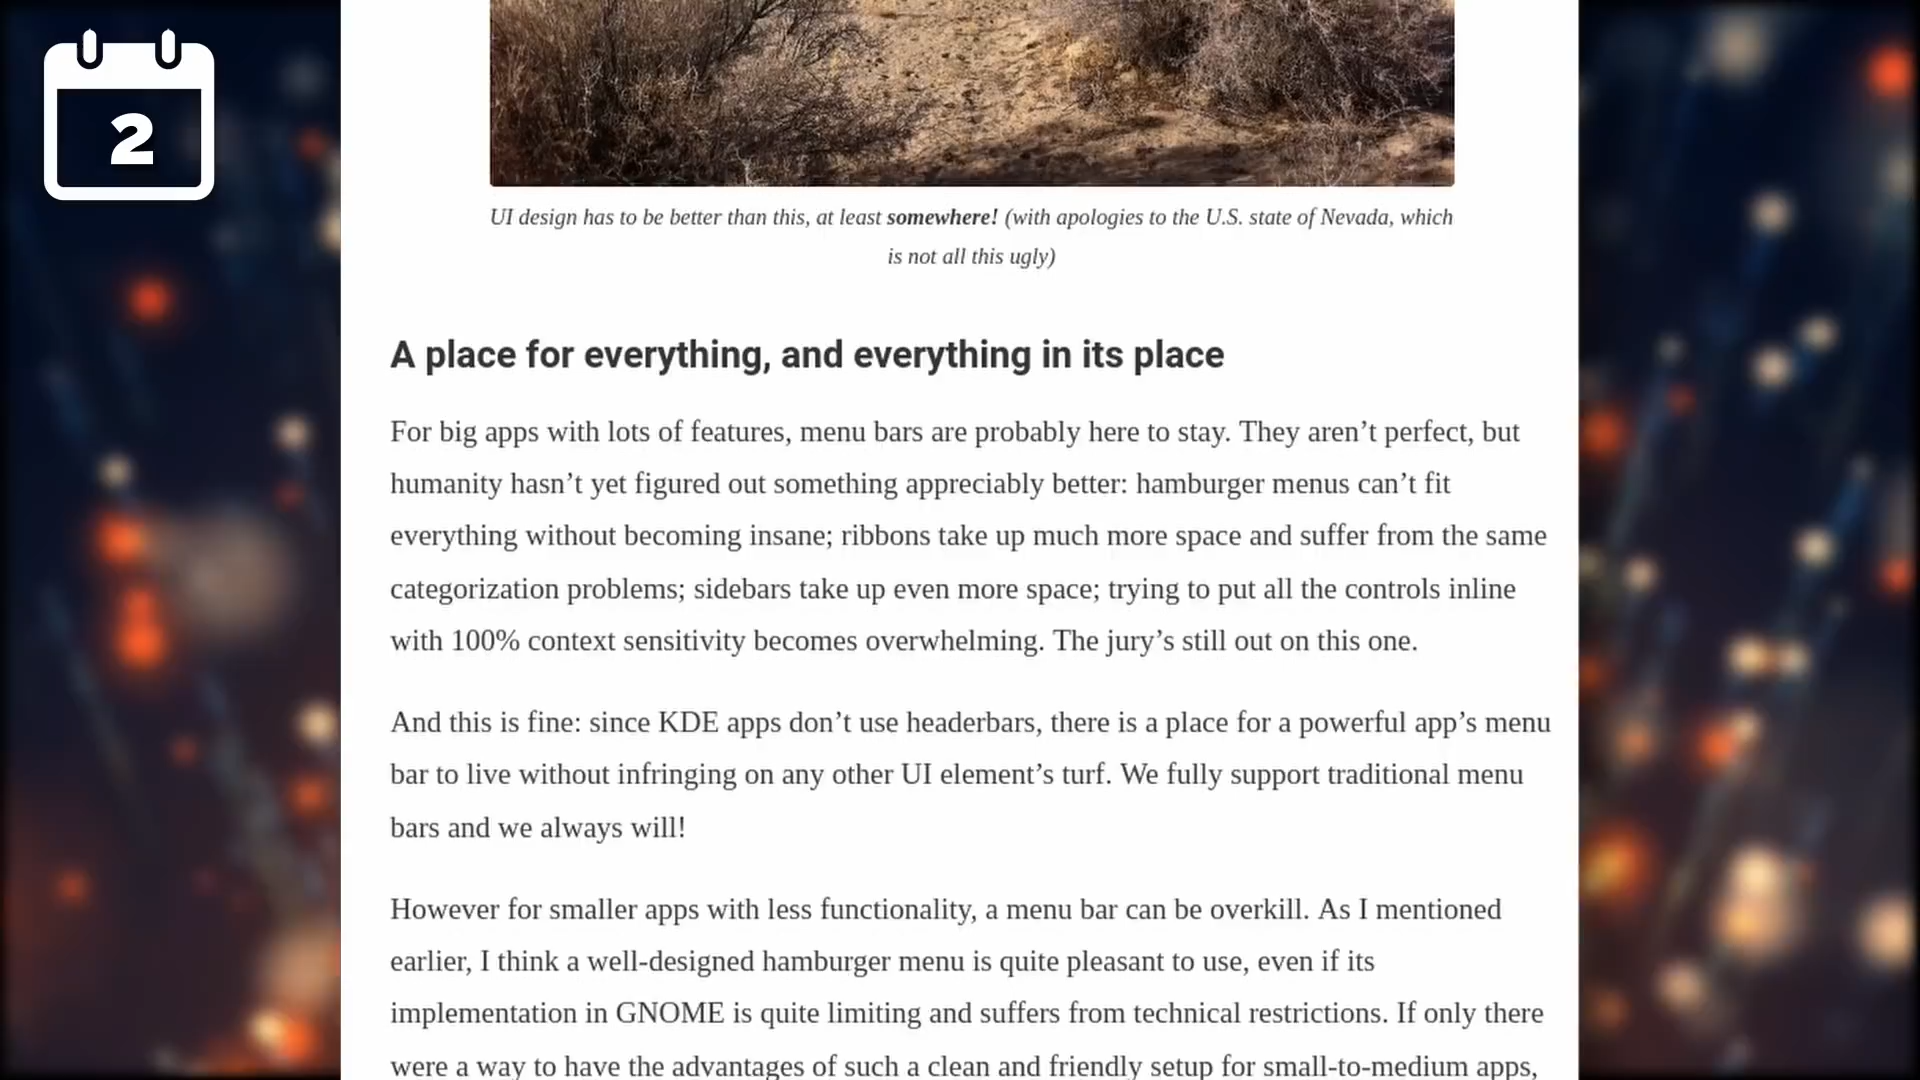 2
UI design has to be better than this, at least somewhere! (with apologies to the U.S. state of Nevada, which
is not all this ugly)
A place for everything, and everything in its place
For big apps with lots of features, menu bars are probably here to stay. They aren’t perfect, but
humanity hasn’t yet figured out something appreciably better: hamburger menus can’t fit
everything without becoming insane; ribbons take up much more space and suffer from the same
categorization problems; sidebars take up even more space; trying to put all the controls inline
with 100% context sensitivity becomes overwhelming. The jury’s still out on this one.
And this is fine: since KDE apps don’t use headerbars, there is a place for a powerful app’s menu
bar to live without infringing on any other UI element’s turf. We fully support traditional menu
bars and we always will!
However for smaller apps with less functionality, a menu bar can be overkill. As I mentioned
earlier, I think a well-designed hamburger menu is quite pleasant to use, even if its
implementation in GNOME is quite limiting and suffers from technical restrictions. If only there
were a way to have the advantages of such a clean and friendly setup for small-to-medium apps,